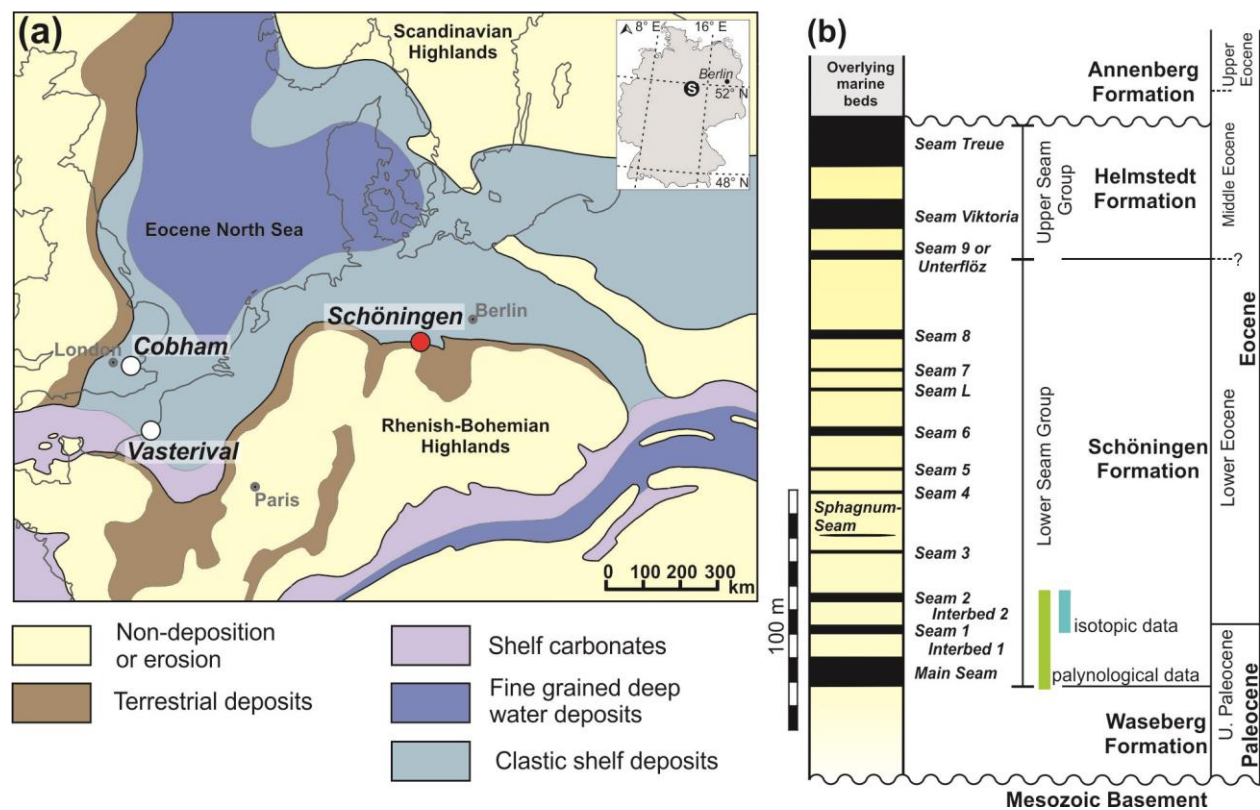 (a)
Scandinavian
Highlands
8° E
16° E
Berlin
S
52° N
48° N
Eocene North Sea
Schöningen
Berlin
London
Cobham
Rhenish-Bohemian
Highlands
Vasterival
Paris
0 100 200 300
km
Non-deposition
or erosion
Terrestrial deposits
Shelf carbonates
Fine grained deep
water deposits
Clastic shelf deposits
(b)
Overlying
marine
beds
Annenberg
Formation
Upper
Eocene
Seam Treue
Seam Viktoria
Seam 9 or
Unterflöz
Upper Seam
Group
Helmstedt
Formation
Middle Eocene
?
Seam 8
Seam 7
Seam L
Seam 6
Seam 5
Seam 4
Sphagnum-
Seam
Seam 3
Seam 2
Interbed 2
Seam 1
Interbed 1
Main Seam
Lower Seam Group
Schöningen
Formation
Lower Eocene
Eocene
isotopic data
palynological data
100 m
Waseberg
Formation
U. Paleocene
Paleocene
Mesozoic Basement